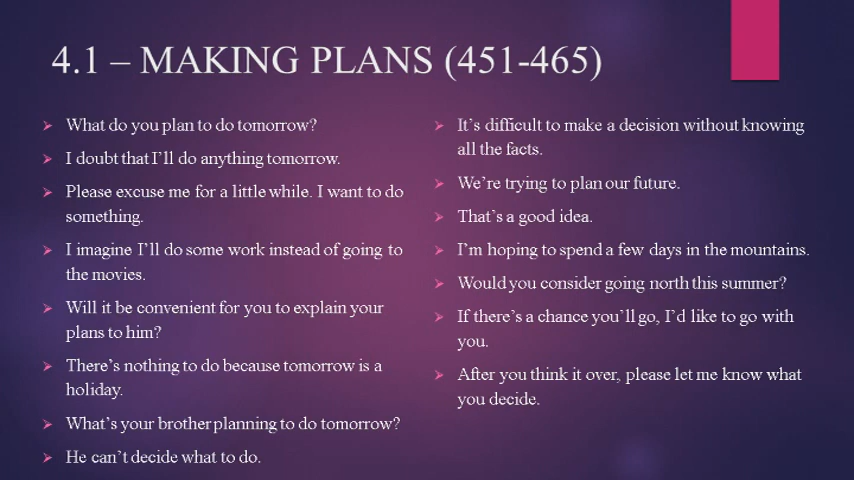 4.1 – MAKING PLANS (451-465)
What do you plan to do tomorrow?
I doubt that I'll do anything tomorrow.
Please excuse me for a little while. I want to do
something.
I imagine I'll do some work instead of going to
the movies.
Will it be convenient for you to explain your
plans to him?
There's nothing to do because tomorrow is a
holiday.
What's your brother planning to do tomorrow?
He can't decide what to do.
It's difficult to make a decision without knowing
all the facts.
We're trying to plan our future.
That's a good idea.
I'm hoping to spend a few days in the mountains.
Would you consider going north this summer?
If there's a chance you'll go, I'd like to go with
you.
After you think it over, please let me know what
you decide.